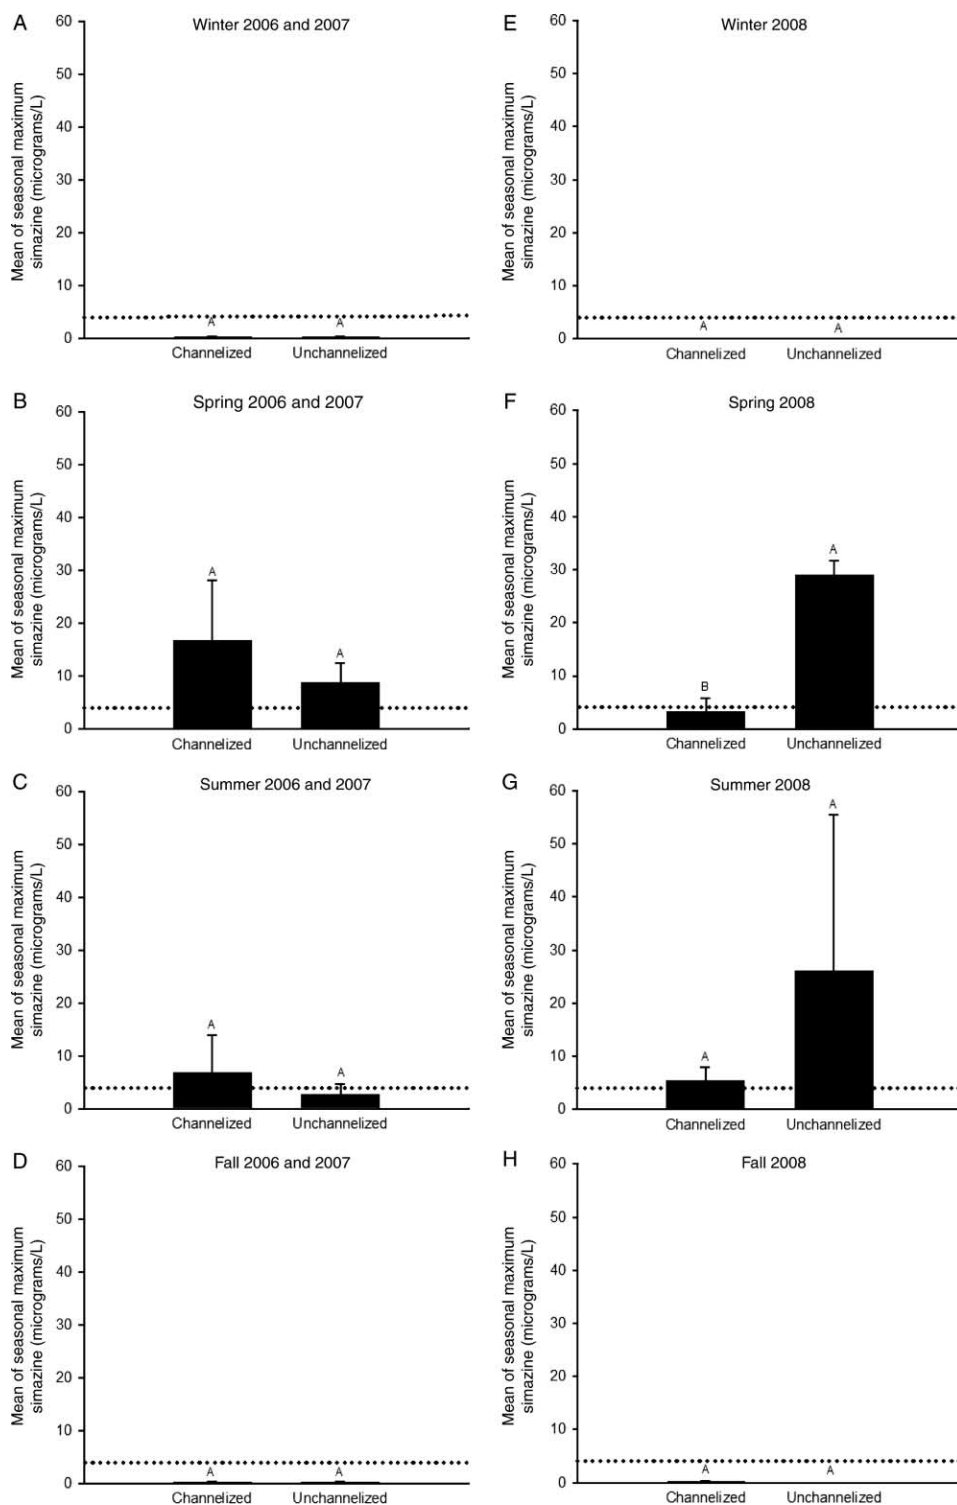 A Winter 2006 and 2007
Mean of seasonal maximum
simazine (micrograms/L)
60
50
40
30
20
10
0
A A
Channelized Unchannelized
B Spring 2006 and 2007
Mean of seasonal maximum
simazine (micrograms/L)
60
50
40
30
20
10
0
A
A
Channelized Unchannelized
C Summer 2006 and 2007
Mean of seasonal maximum
simazine (micrograms/L)
60
50
40
30
20
10
0
A
A
Channelized Unchannelized
D Fall 2006 and 2007
Mean of seasonal maximum
simazine (micrograms/L)
60
50
40
30
20
10
0
A A
Channelized Unchannelized
E Winter 2008
Mean of seasonal maximum
simazine (micrograms/L)
60
50
40
30
20
10
0
A A
Channelized Unchannelized
F Spring 2008
Mean of seasonal maximum
simazine (micrograms/L)
60
50
40
30
20
10
0
A
B
Channelized Unchannelized
G Summer 2008
Mean of seasonal maximum
simazine (micrograms/L)
60
50
40
30
20
10
0
A
A
Channelized Unchannelized
H Fall 2008
Mean of seasonal maximum
simazine (micrograms/L)
60
50
40
30
20
10
0
A A
Channelized Unchannelized